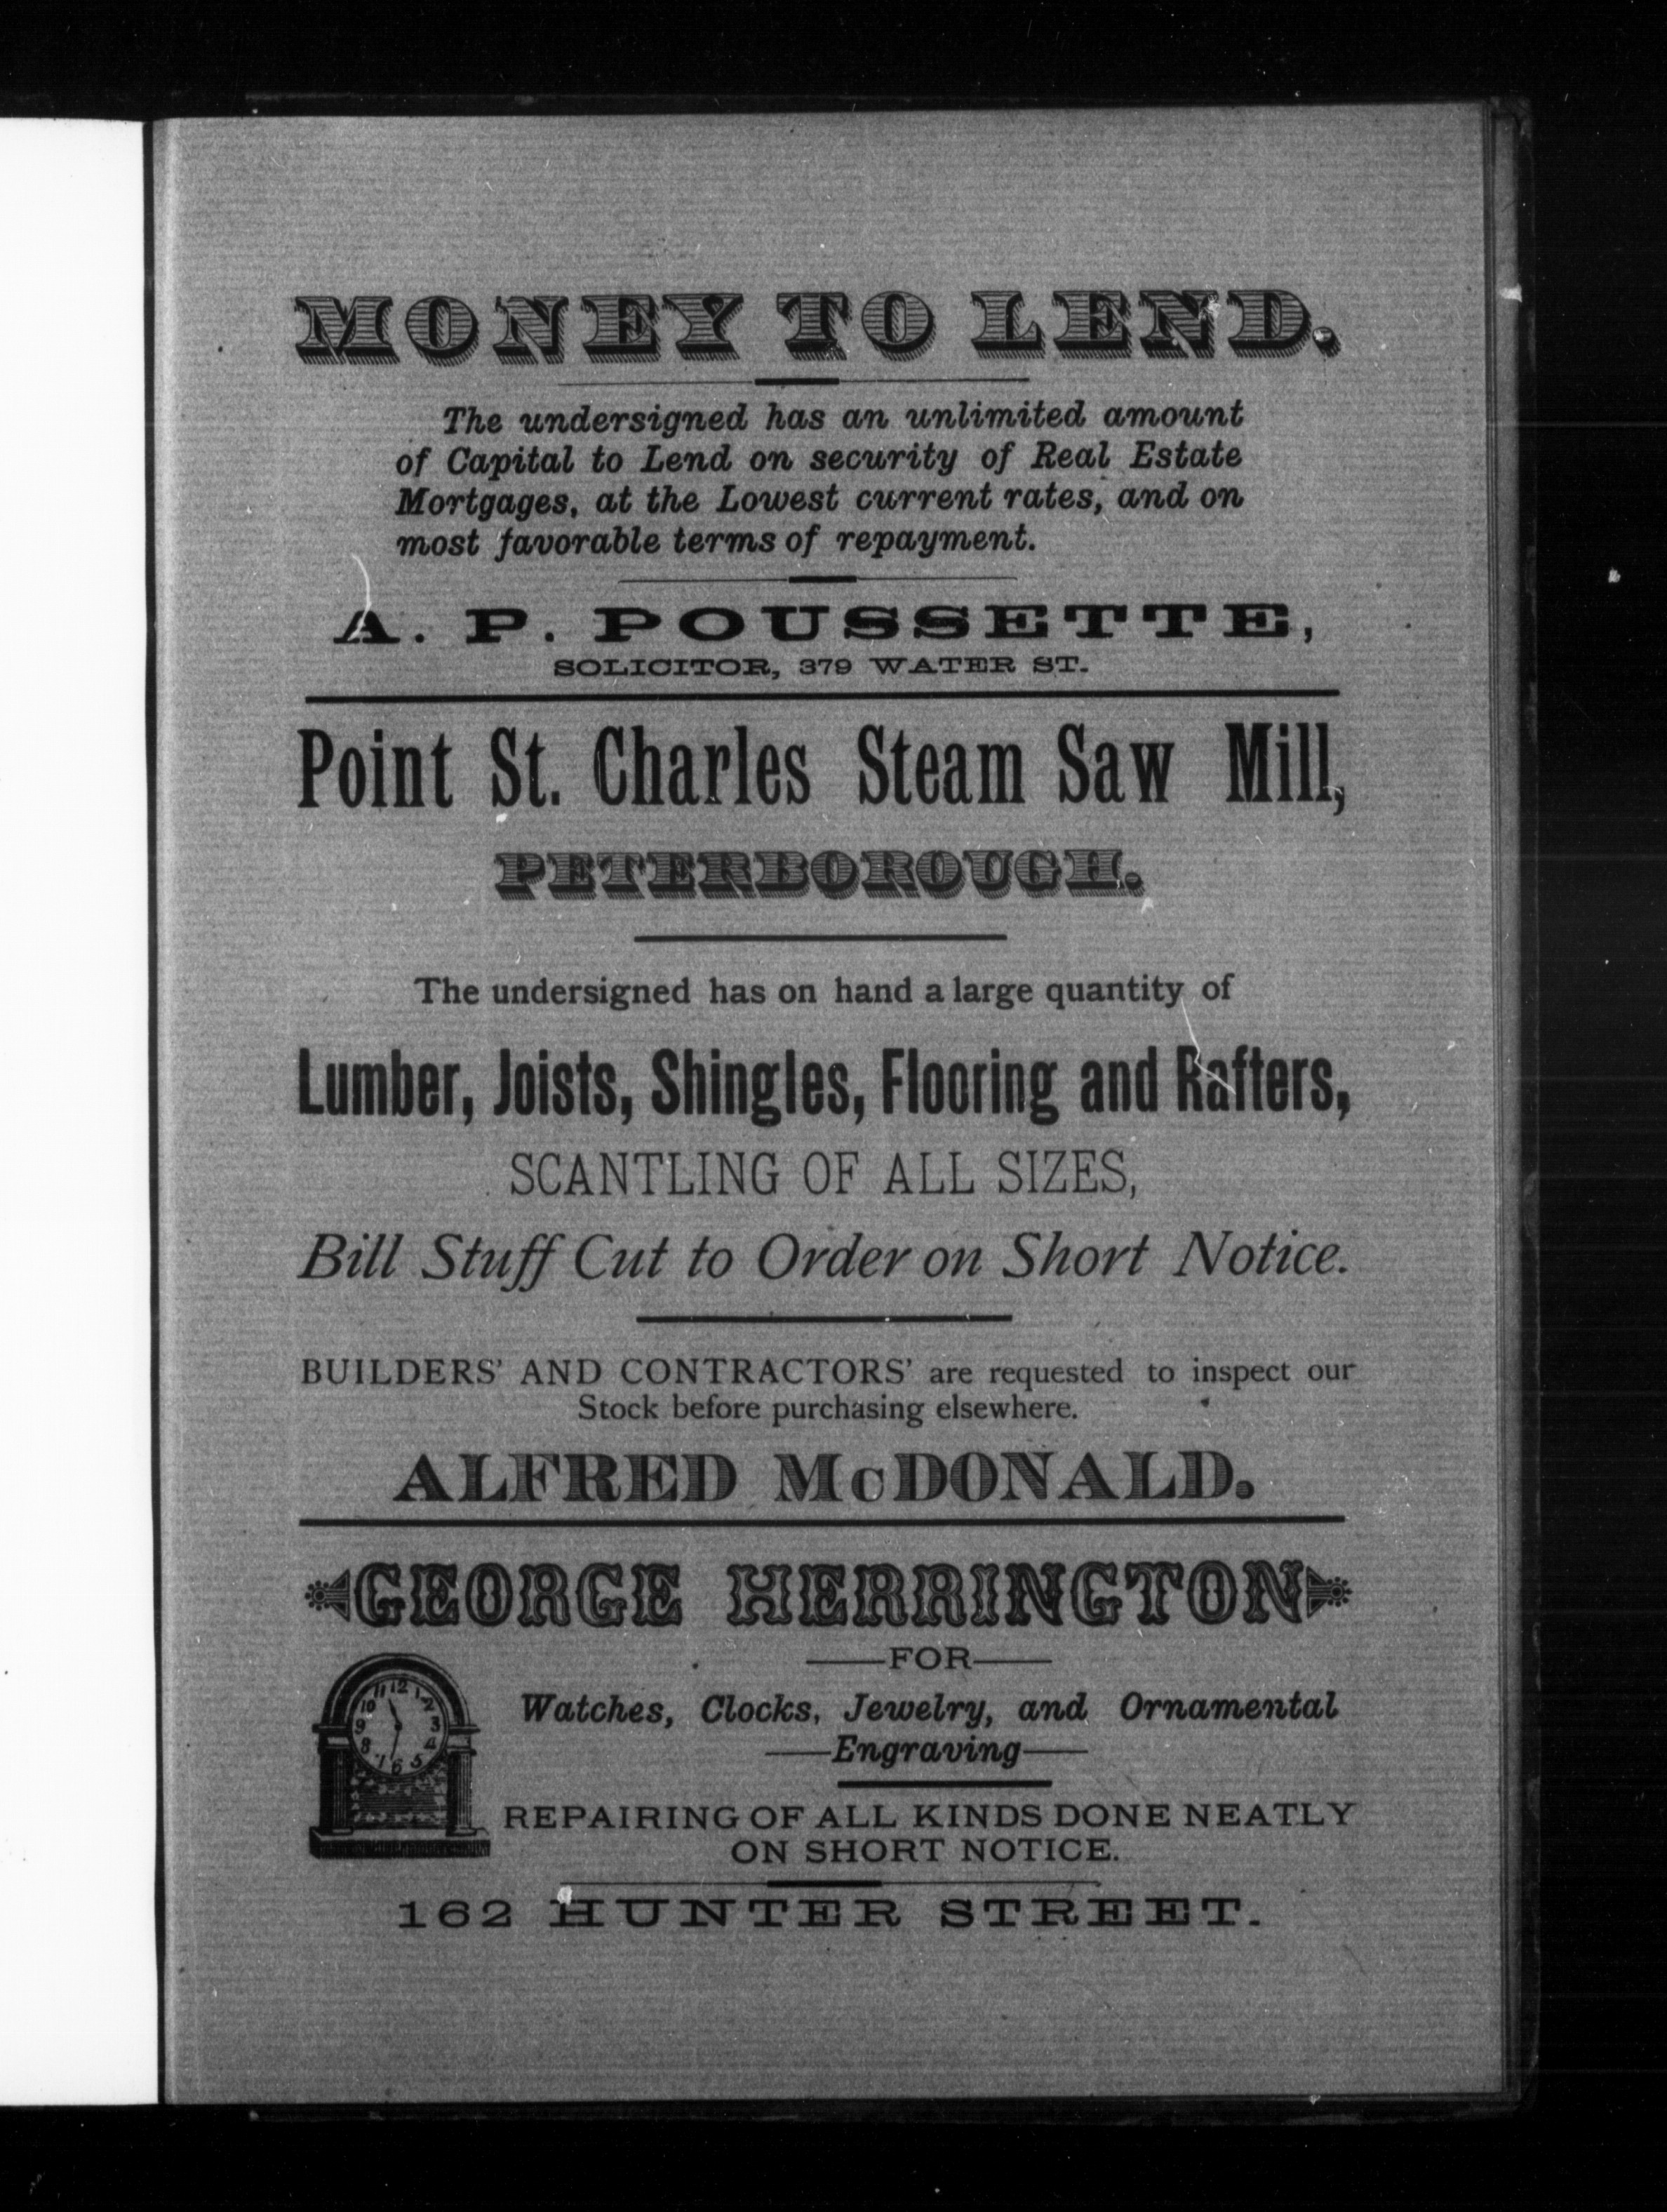 MONEY TO LEND.
The undersigned has an unlimited amount
of Capital to Lend on security of Real Estate
Mortgages, at the Lowest current rates, and on
most favorable terms of repayment.
A. P. POUSSETTE,
SOLICITOR, 379 WATER ST.
Point St. Charles Steam Saw Mill,
PETERBOROUGH.
The undersigned has on hand a large quantity of
Lumber, Joists, Shingles, Flooring and Rafters,
SCANTLING OF ALL SIZES,
Bill Stuff Cut to Order on Short Notice.
BUILDERS' AND CONTRACTORS' are requested to inspect our
Stock before purchasing elsewhere.
ALFRED McDONALD.
GEORGE HERRINGTON
—FOR—
Watches, Clocks, Jewelry, and Ornamental
—Engraving—
REPAIRING OF ALL KINDS DONE NEATLY
ON SHORT NOTICE.
162 HUNTER STREET.